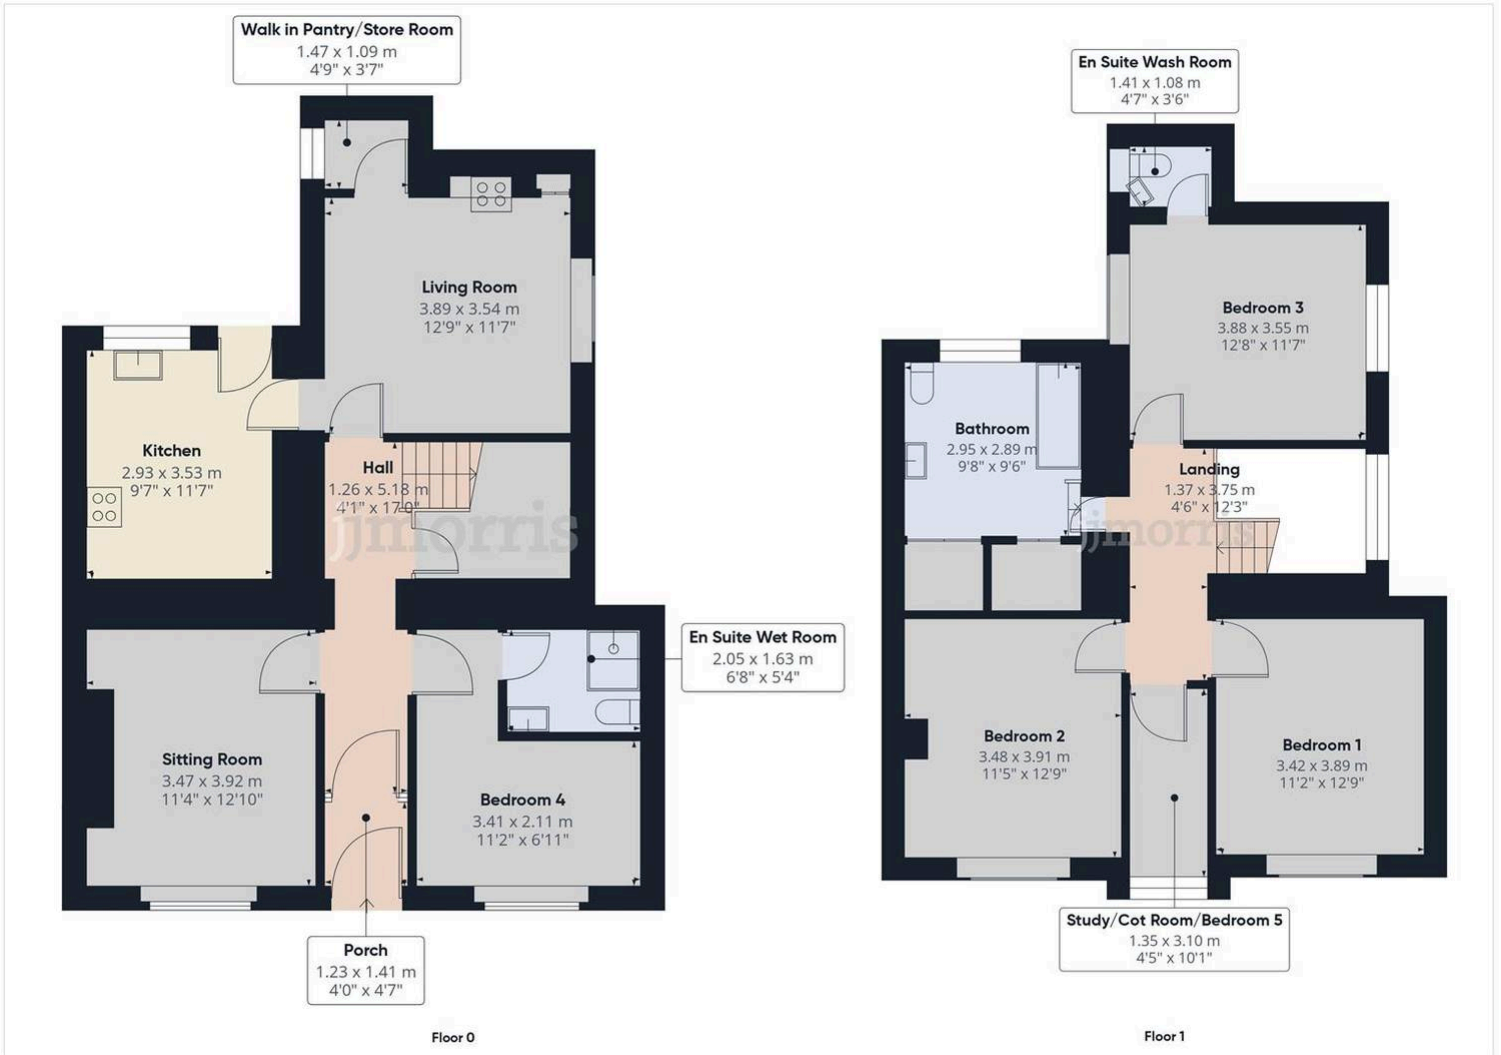 Walk in Pantry/Store Room
1.47 x 1.09 m
4'9" x 3'7"
Living Room
3.89 x 3.54 m
12'9" x 11'7"
Kitchen
2.93 x 3.53 m
9'7" x 11'7"
Hall
1.26 x 5.18 m
4'1" x 17'0"
jjmorris
En Suite Wet Room
2.05 x 1.63 m
6'8" x 5'4"
Sitting Room
3.47 x 3.92 m
11'4" x 12'10"
Bedroom 4
3.41 x 2.11 m
11'2" x 6'11"
Porch
1.23 x 1.41 m
4'0" x 4'7"
Floor 0
En Suite Wash Room
1.41 x 1.08 m
4'7" x 3'6"
Bedroom 3
3.88 x 3.55 m
12'8" x 11'7"
Bathroom
2.95 x 2.89 m
9'8" x 9'6"
Landing
1.37 x 3.75 m
4'6" x 12'3"
jjmorris
Bedroom 2
3.48 x 3.91 m
11'5" x 12'9"
Bedroom 1
3.42 x 3.89 m
11'2" x 12'9"
Study/Cot Room/Bedroom 5
1.35 x 3.10 m
4'5" x 10'1"
Floor 1